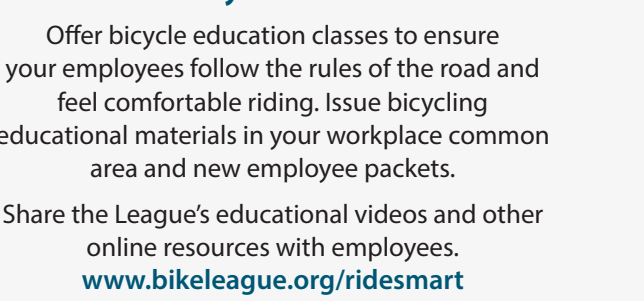 Offer bicycle education classes to ensure
your employees follow the rules of the road and
feel comfortable riding. Issue bicycling
educational materials in your workplace common
area and new employee packets.
Share the League's educational videos and other
online resources with employees.
www.bikeleague.org/ridesmart